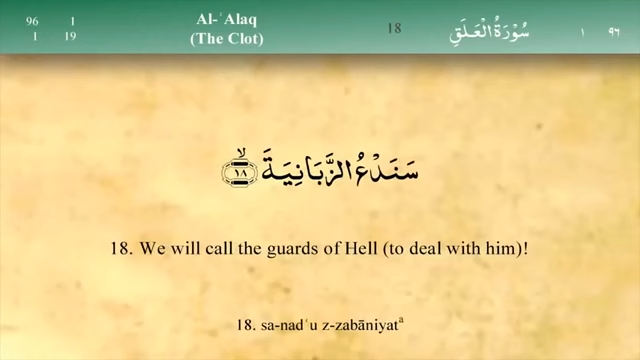 96 1 Al-ʿAlaq 18 سُورَةُ الْعَلَقِ ١ ٩٦
1 19 (The Clot)
سَنَدْعُ الزَّبَانِيَةَ ۙ ١٨
18. We will call the guards of Hell (to deal with him)!
18. sa-nadʿu z-zabāniyatᵃ